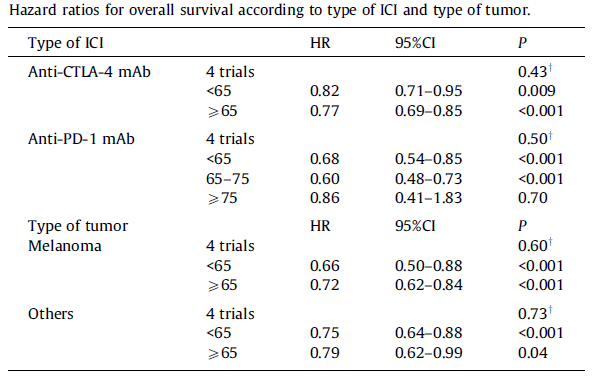 Hazard ratios for overall survival according to type of ICI and type of tumor.
Type of ICI HR 95%CI P
Anti-CTLA-4 mAb 4 trials 0.43†
<65 0.82 0.71–0.95 0.009
⩾65 0.77 0.69–0.85 <0.001
Anti-PD-1 mAb 4 trials 0.50†
<65 0.68 0.54–0.85 <0.001
65–75 0.60 0.48–0.73 <0.001
⩾75 0.86 0.41–1.83 0.70
Type of tumor HR 95%CI P
Melanoma 4 trials 0.60†
<65 0.66 0.50–0.88 <0.001
⩾65 0.72 0.62–0.84 <0.001
Others 4 trials 0.73†
<65 0.75 0.64–0.88 <0.001
⩾65 0.79 0.62–0.99 0.04